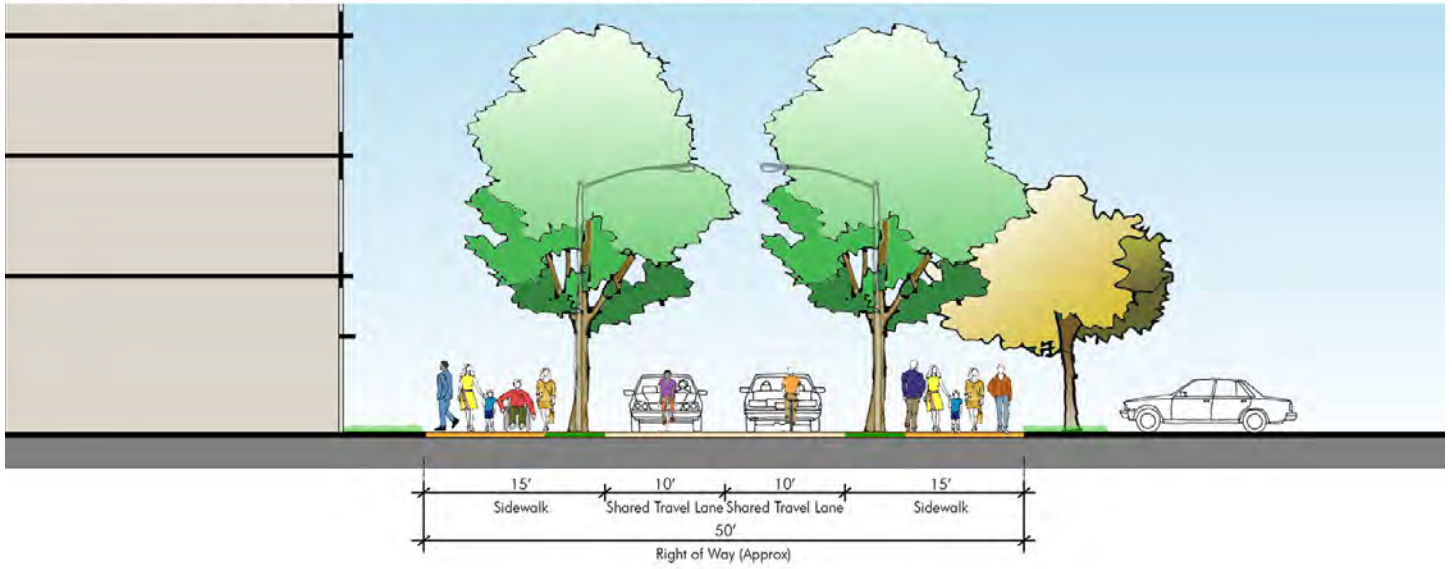 15' 10' 10' 15'
Sidewalk Shared Travel Lane Shared Travel Lane Sidewalk
50'
Right of Way (Approx)